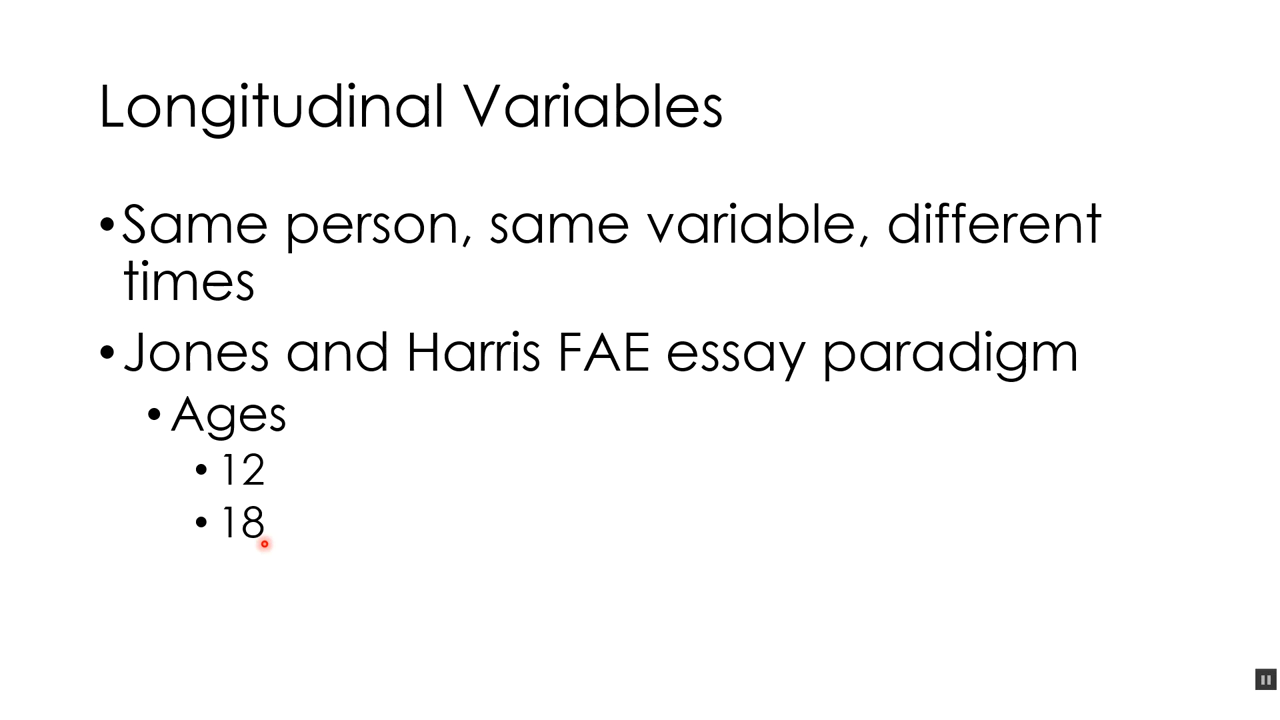 Longitudinal Variables
•Same person, same variable, different
times
•Jones and Harris FAE essay paradigm
•Ages
•12
•18